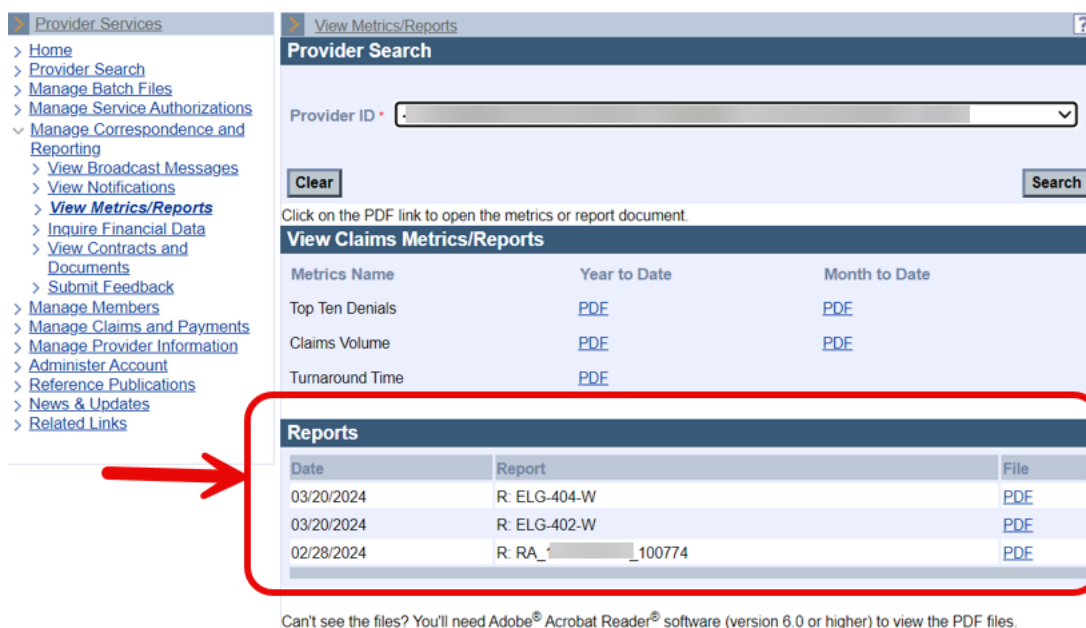 Provider Services
Home
Provider Search
Manage Batch Files
Manage Service Authorizations
Manage Correspondence and
Reporting
View Broadcast Messages
View Notifications
View Metrics/Reports
Inquire Financial Data
View Contracts and
Documents
Submit Feedback
Manage Members
Manage Claims and Payments
Manage Provider Information
Administer Account
Reference Publications
News & Updates
Related Links
View Metrics/Reports ?
Provider Search
Provider ID *
Clear Search
Click on the PDF link to open the metrics or report document.
View Claims Metrics/Reports
Metrics Name Year to Date Month to Date
Top Ten Denials PDF PDF
Claims Volume PDF PDF
Turnaround Time PDF
Reports
Date Report File
03/20/2024 R: ELG-404-W PDF
03/20/2024 R: ELG-402-W PDF
02/28/2024 R: RA_ _100774 PDF
Can't see the files? You'll need Adobe® Acrobat Reader® software (version 6.0 or higher) to view the PDF files.